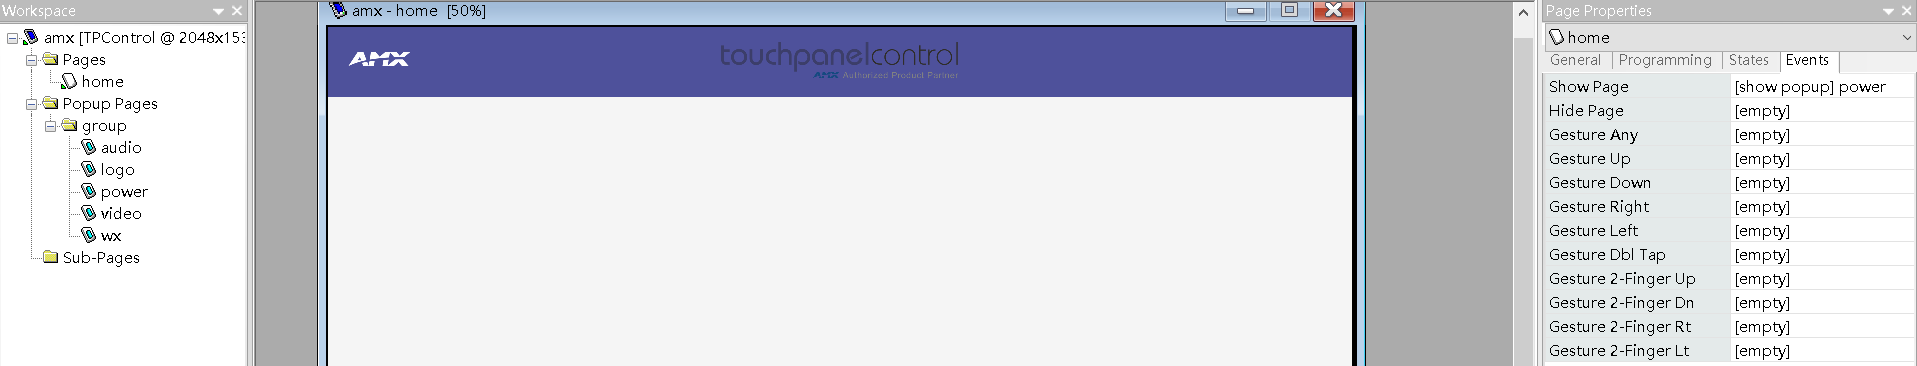 Workspace
amx [TPControl @ 2048x153
Pages
home
Popup Pages
group
audio
logo
power
video
wx
Sub-Pages
amx - home [50%]
AMX
touchpanelcontrol
AMX Authorized Product Partner
Page Properties
home
General Programming States Events
Show Page [show popup] power
Hide Page [empty]
Gesture Any [empty]
Gesture Up [empty]
Gesture Down [empty]
Gesture Right [empty]
Gesture Left [empty]
Gesture Dbl Tap [empty]
Gesture 2-Finger Up [empty]
Gesture 2-Finger Dn [empty]
Gesture 2-Finger Rt [empty]
Gesture 2-Finger Lt [empty]